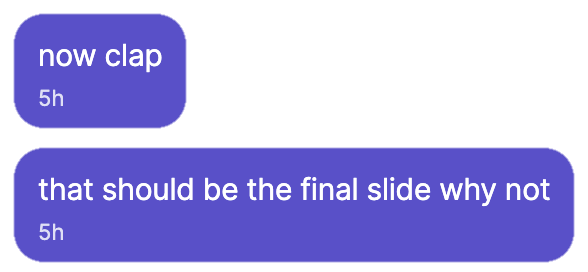 now clap
5h
that should be the final slide why not
5h